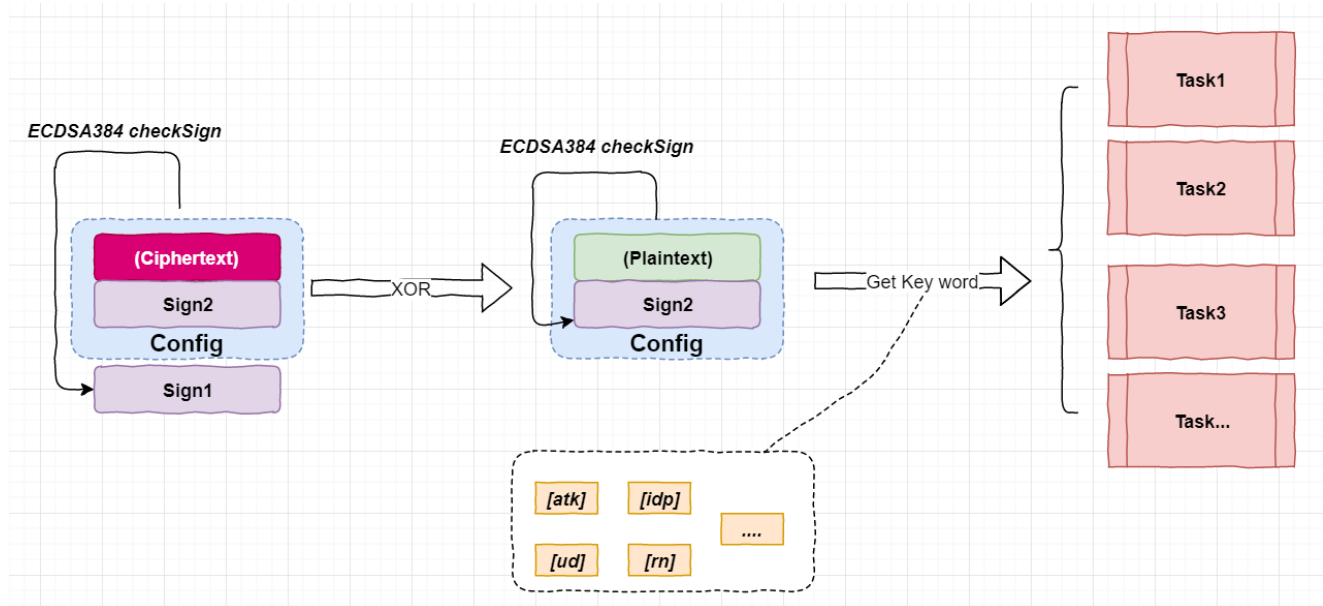 ECDSA384 checkSign
(Ciphertext)
Sign2
Config
Sign1
XOR
ECDSA384 checkSign
(Plaintext)
Sign2
Config
Get Key word
[atk]
[idp]
....
[ud]
[rn]
Task1
Task2
Task3
Task...